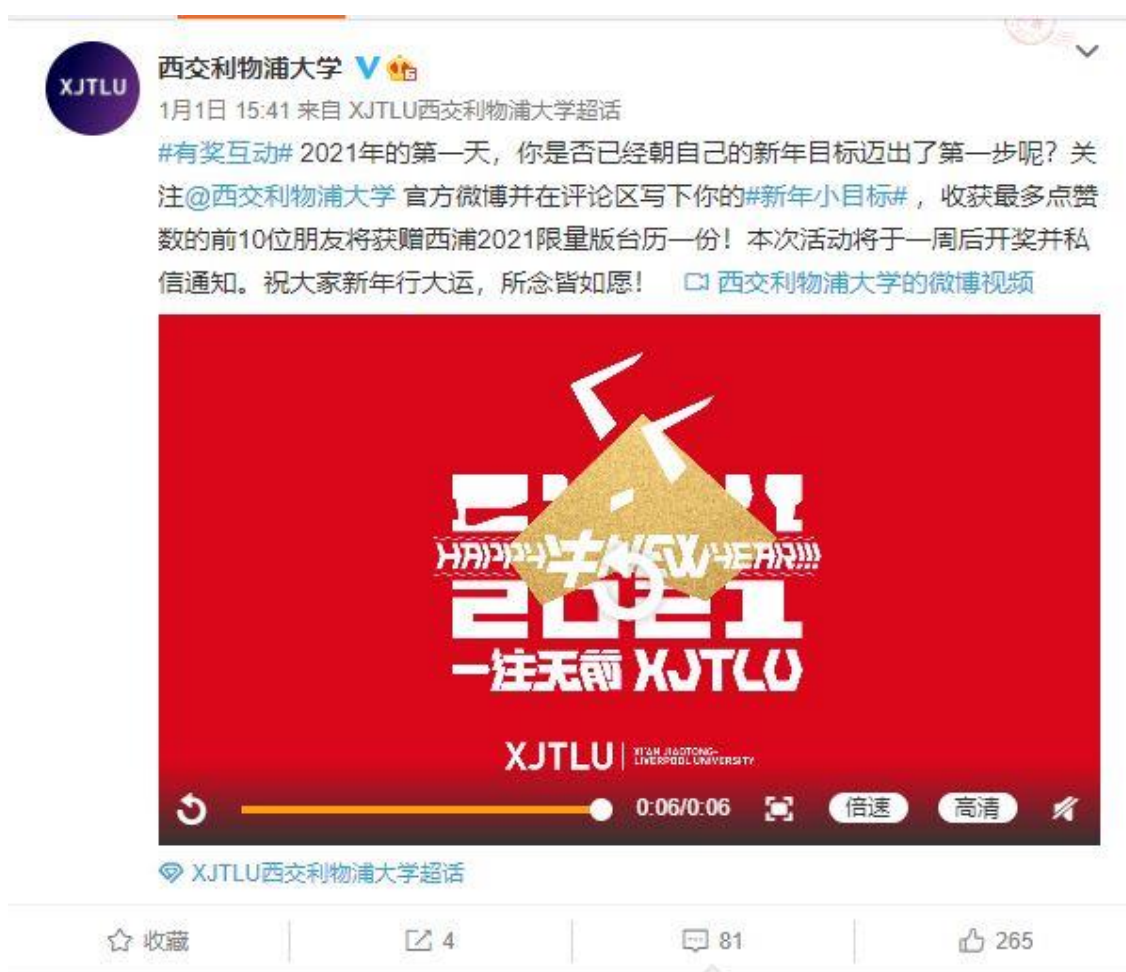 西交利物浦大学
XJTLU
1月1日 15:41 来自 XJTLU西交利物浦大学超话
#有奖互动# 2021年的第一天，你是否已经朝自己的新年目标迈出了第一步呢？关
注@西交利物浦大学 官方微博并在评论区写下你的#新年小目标# ，收获最多点赞
数的前10位朋友将获赠西浦2021限量版台历一份！本次活动将于一周后开奖并私
信通知。祝大家新年行大运，所念皆如愿！ 西交利物浦大学的微博视频
HAPPY牛NEW YEAR!!!
2021
一往无前 XJTLU
XJTLU
XI'AN JIAOTONG-
LIVERPOOL UNIVERSITY
0:06/0:06 倍速 高清
XJTLU西交利物浦大学超话
收藏 4 81 265